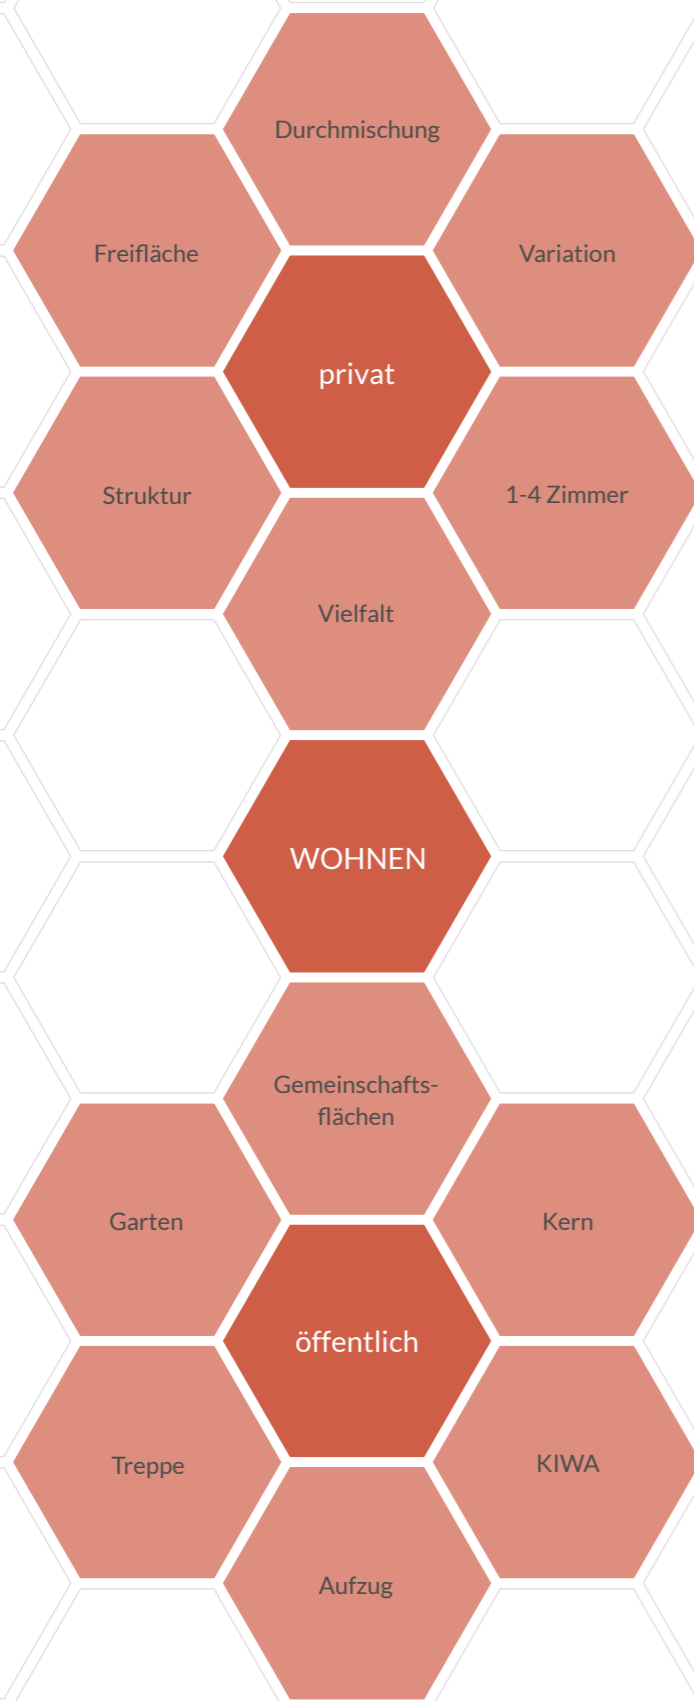 Durchmischung
Freifläche
Variation
privat
Struktur
1-4 Zimmer
Vielfalt
WOHNEN
Gemeinschafts-
flächen
Garten
Kern
öffentlich
Treppe
KIWA
Aufzug